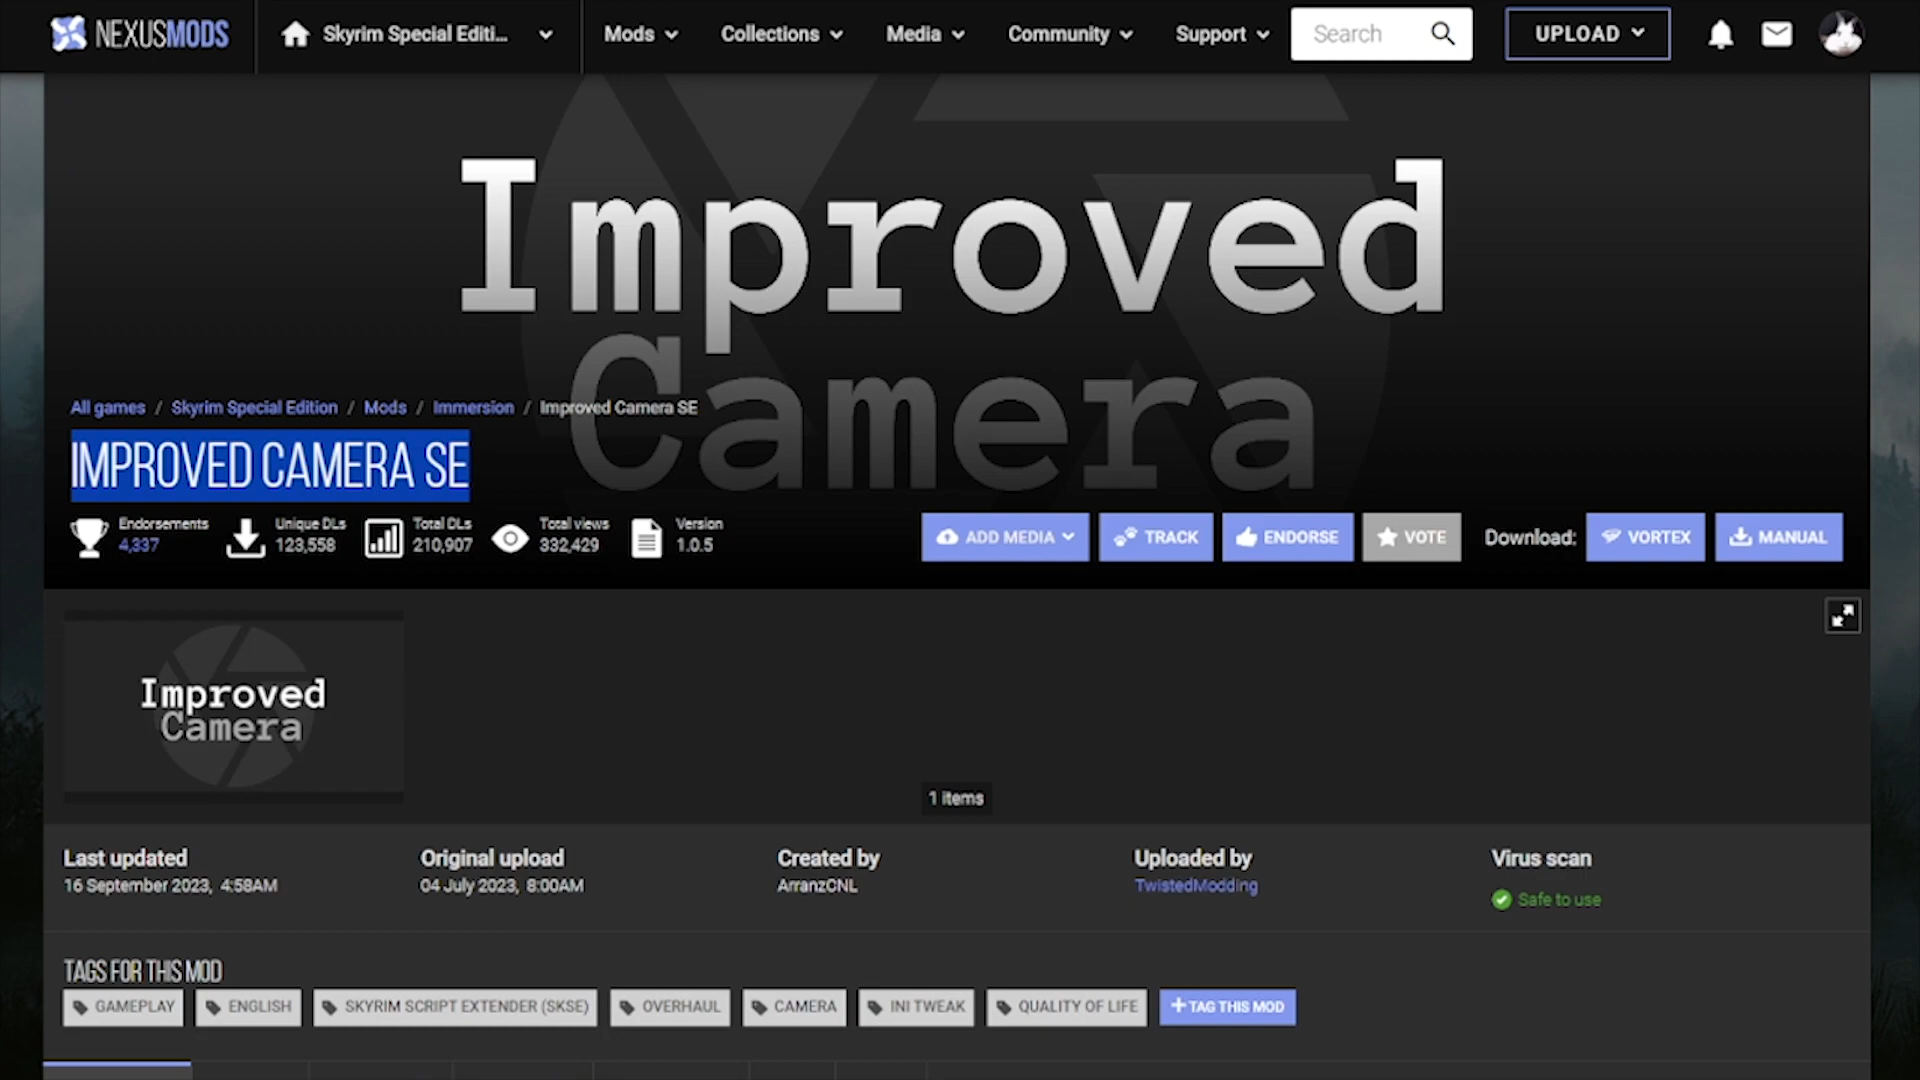 NEXUSMODS
Skyrim Special Editi...
Mods
Collections
Media
Community
Support
Search
UPLOAD
Improved
Camera
All games / Skyrim Special Edition / Mods / Immersion / Improved Camera SE
IMPROVED CAMERA SE
Endorsements
4,337
Unique DLs
123,558
Total DLs
210,907
Total views
332,429
Version
1.0.5
ADD MEDIA
TRACK
ENDORSE
VOTE
Download:
VORTEX
MANUAL
Improved
Camera
1 items
Last updated
16 September 2023, 4:58AM
Original upload
04 July 2023, 8:00AM
Created by
ArranzCNL
Uploaded by
TwistedModding
Virus scan
Safe to use
TAGS FOR THIS MOD
GAMEPLAY
ENGLISH
SKYRIM SCRIPT EXTENDER (SKSE)
OVERHAUL
CAMERA
INI TWEAK
QUALITY OF LIFE
+ TAG THIS MOD